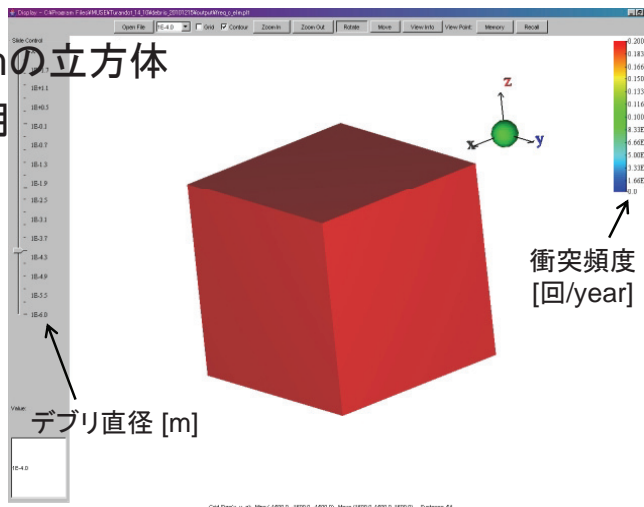 Open File 1E-4.0 Grid Contour Zoom in Zoom Out Rotate Move View Info View Point: Memory Recall
Slide Control
の立方体
1E+1.1
1E+0.5
1E-0.1
1E-0.7
1E-1.3
1E-1.9
1E-2.5
1E-3.1
1E-3.7
1E-4.3
1E-4.9
1E-5.5
1E-6.0
z
x
y
0.200
0.183
0.166
0.150
0.133
0.116
0.100
8.33E
6.66E
5.00E
3.33E
1.66E
0.0
衝突頻度
[回/year]
デブリ直径 [m]
Value:
1E-4.0